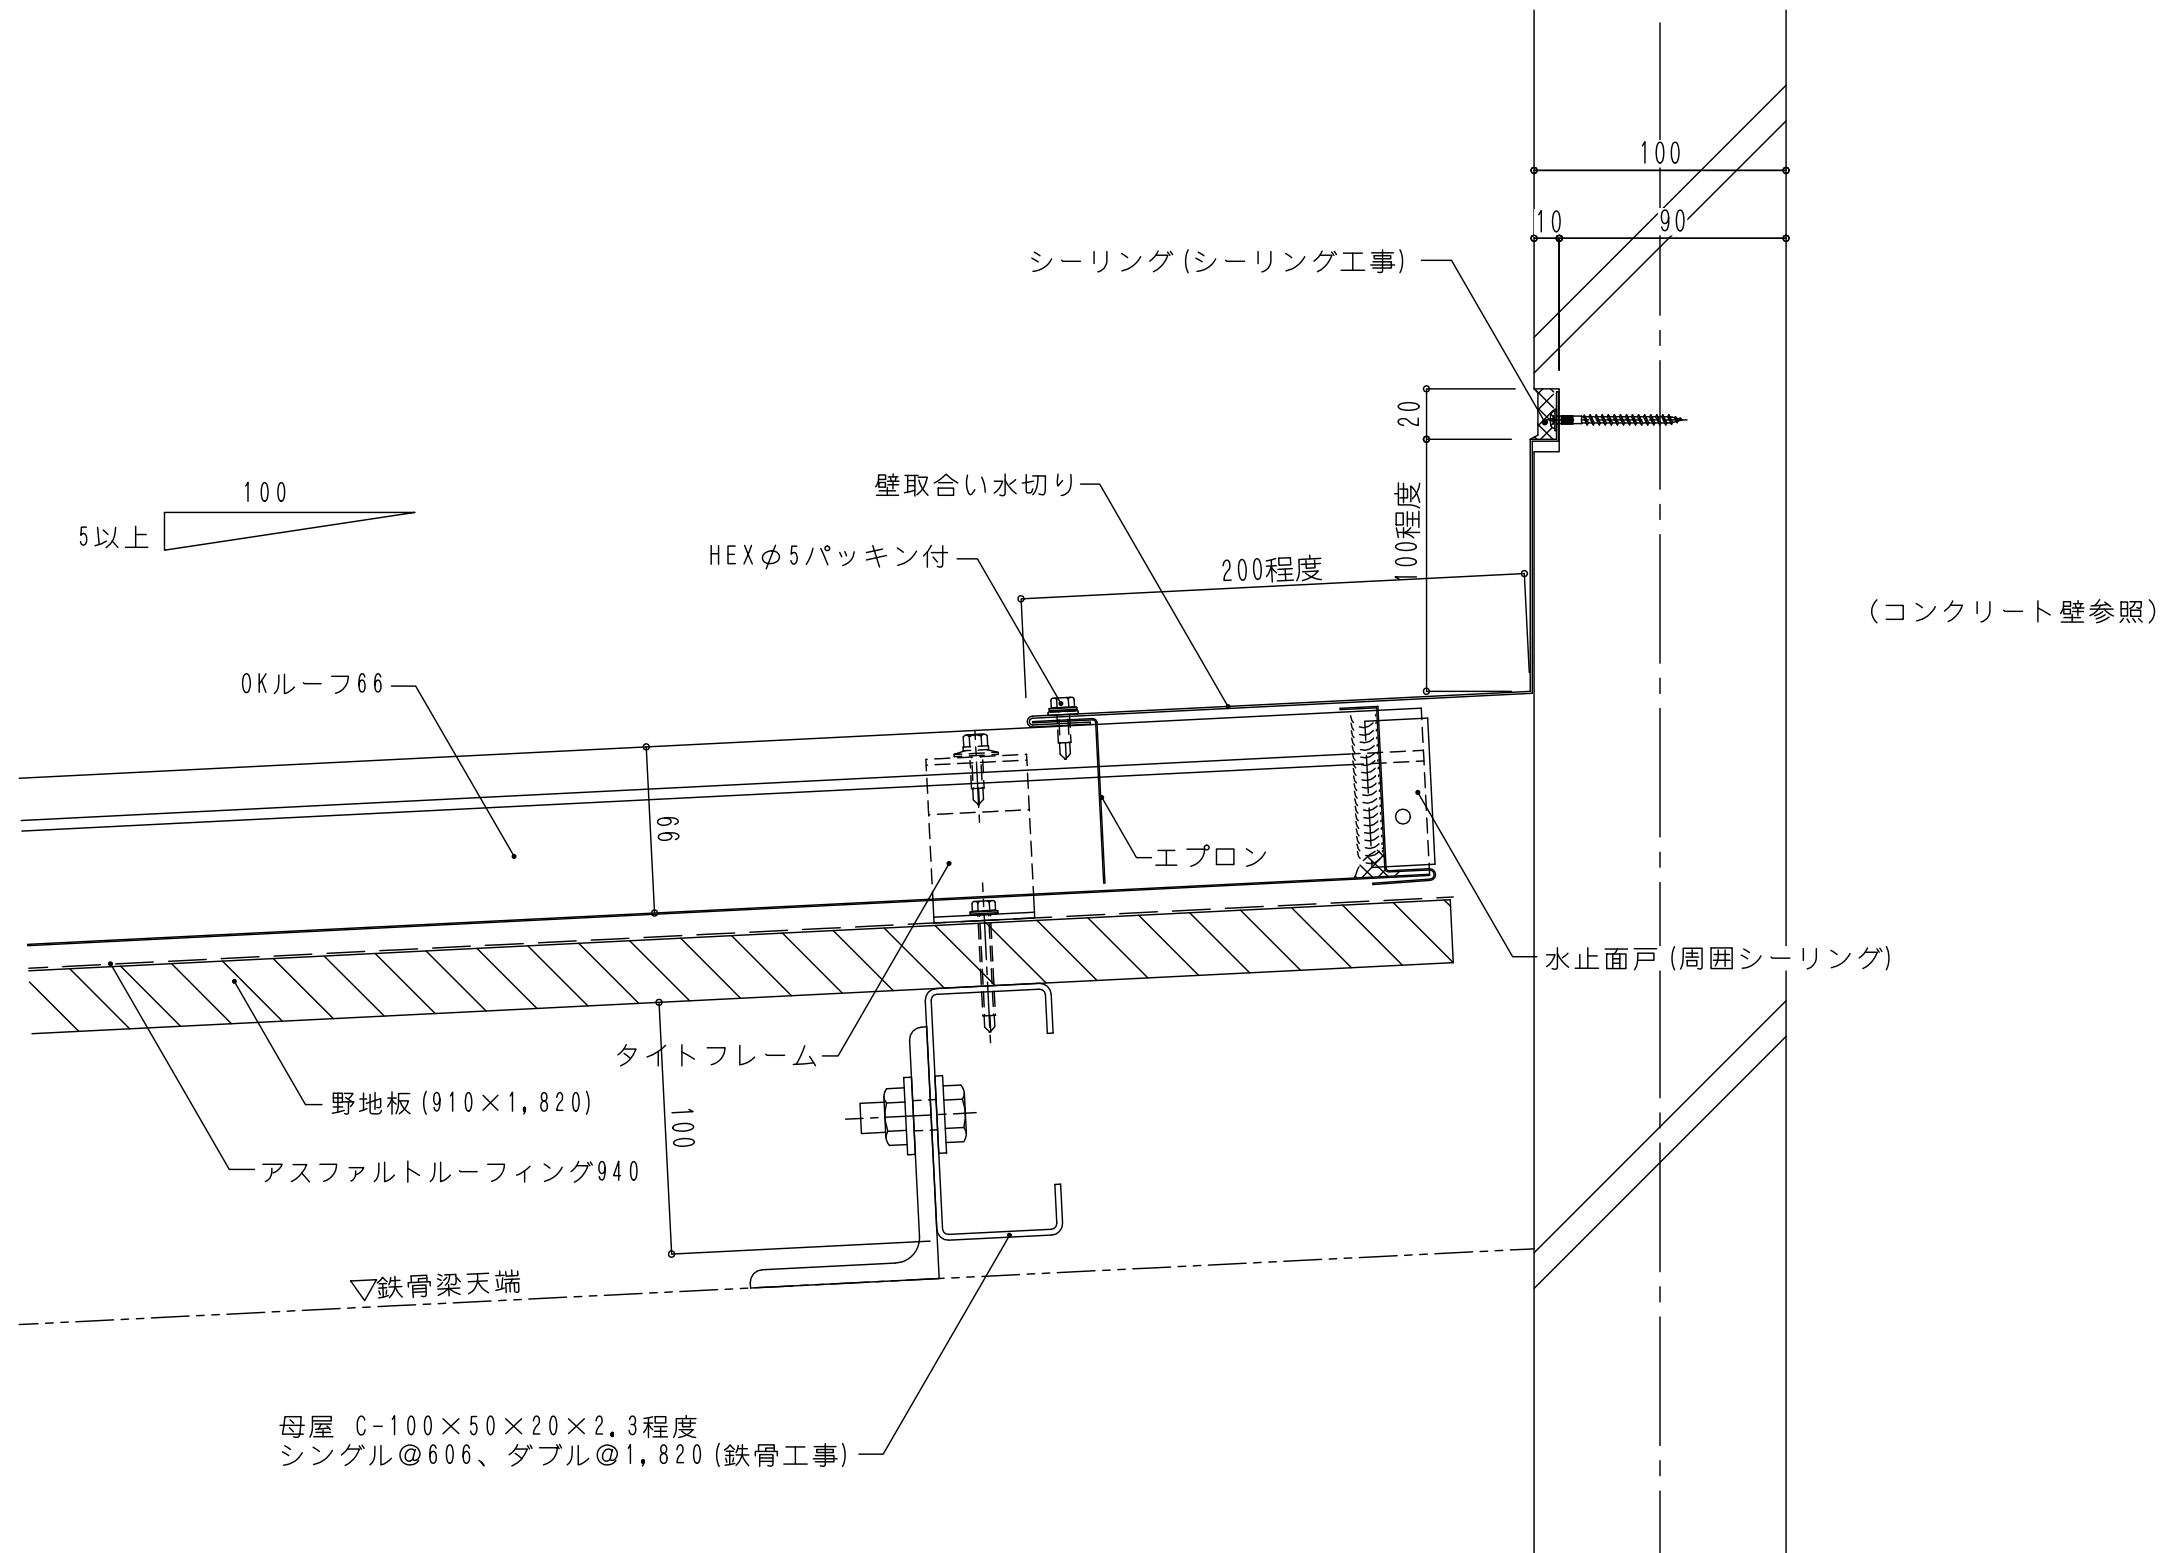 100
10
90
シーリング(シーリング工事)
20
壁取合い水切り
100
5以上
100程度
HEXφ5パッキン付
200程度
(コンクリート壁参照)
OKルーフ66
66
エプロン
水止面戸(周囲シーリング)
タイトフレーム
野地板(910×1,820)
100
アスファルトルーフィング940
▽鉄骨梁天端
母屋 C-100×50×20×2.3程度
シングル@606、ダブル@1,820(鉄骨工事)